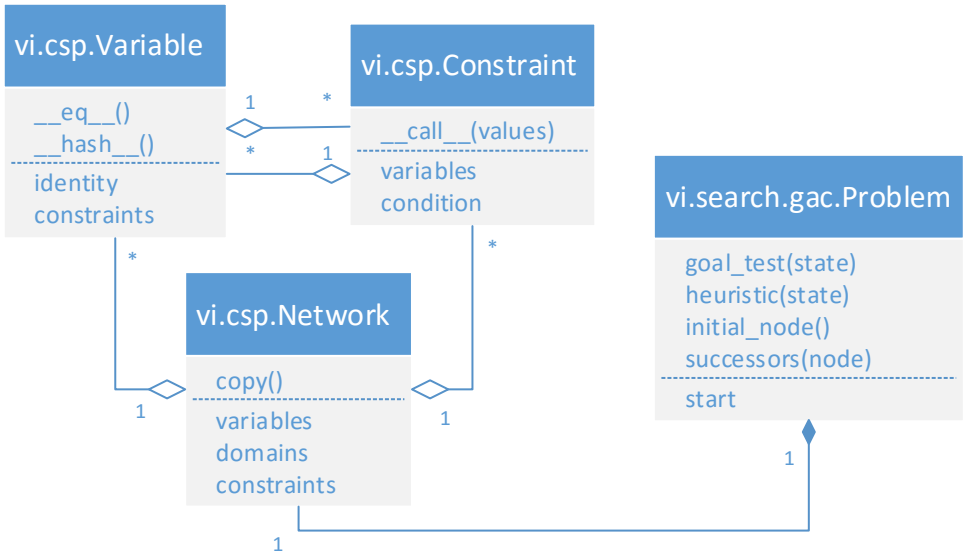 vi.csp.Variable
__eq__()
__hash__()
identity
constraints
1
*
*
1
vi.csp.Constraint
__call__(values)
variables
condition
*
*
vi.csp.Network
copy()
variables
domains
constraints
1
1
vi.search.gac.Problem
goal_test(state)
heuristic(state)
initial_node()
successors(node)
start
1
1